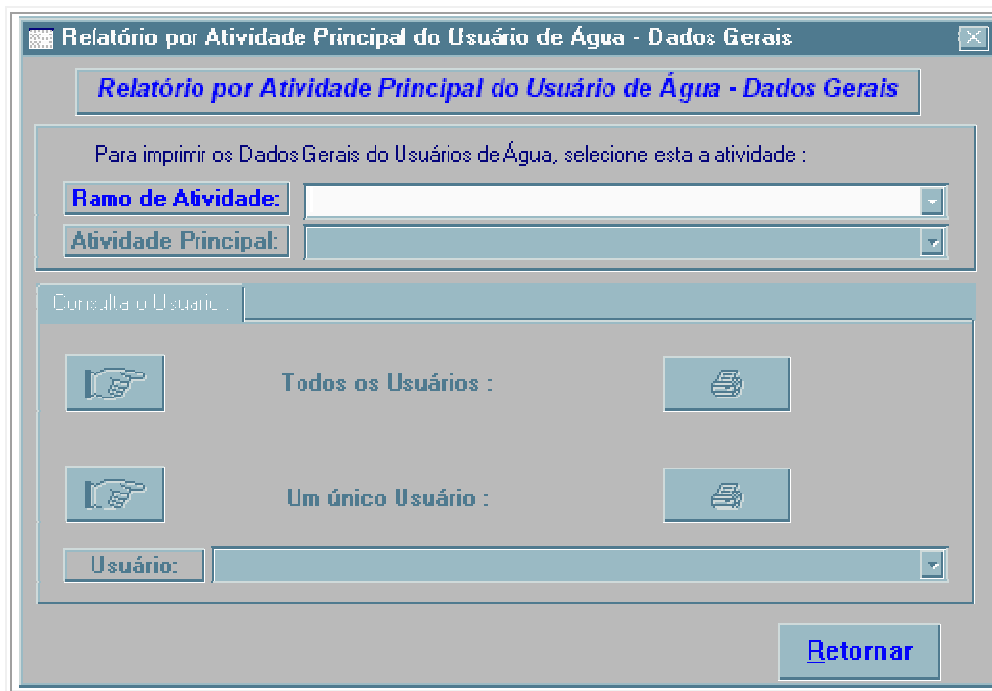 Relatório por Atividade Principal do Usuário de Água - Dados Gerais
Relatório por Atividade Principal do Usuário de Água - Dados Gerais
Para imprimir os Dados Gerais do Usuários de Água, selecione esta a atividade :
Ramo de Atividade:
Atividade Principal:
Consulta o Usuario :
Todos os Usuários :
Um único Usuário :
Usuário:
Retornar